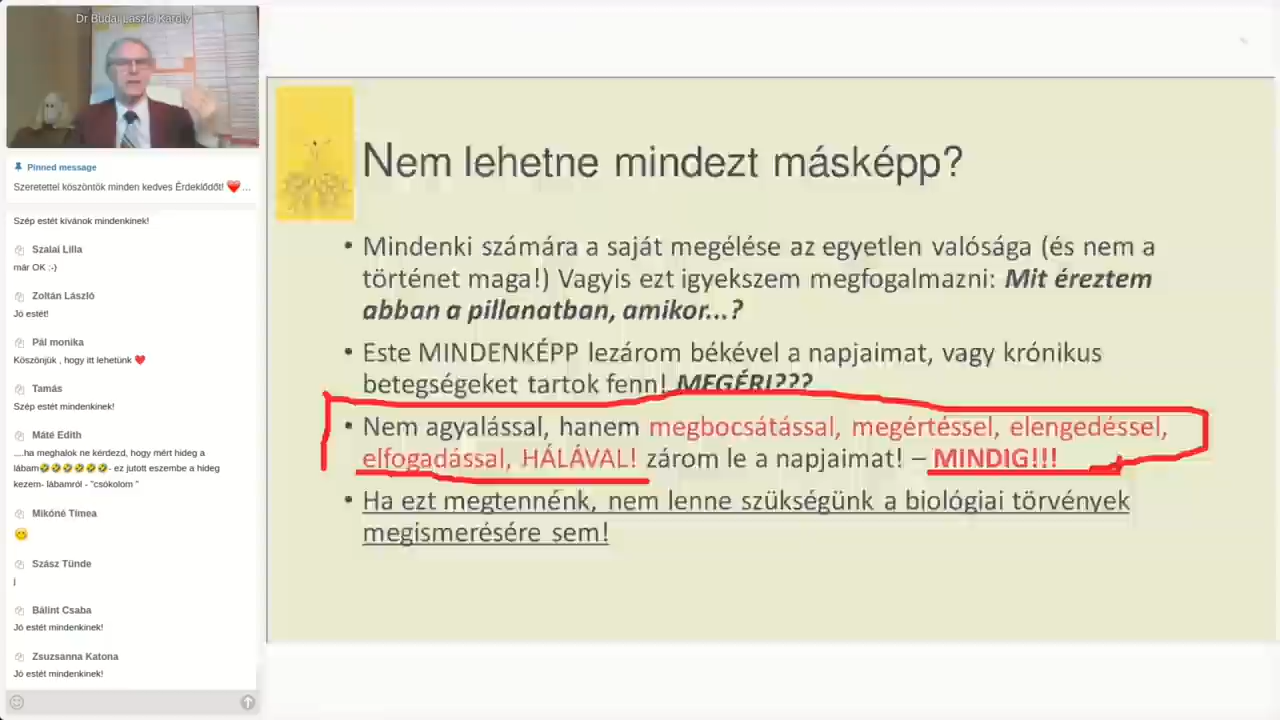 Dr Budai László Károly
Pinned message
Szeretettel köszöntök minden kedves Érdeklődőt! ❤️ ...
Szép estét kívánok mindenkinek!
Szalai Lilla
már OK :-)
Zoltán László
Jó estét!
Pál monika
Köszönjük , hogy itt lehetünk ❤️
Tamás
Szép estét mindenkinek!
Máté Edith
....ha meghalok ne kérdezd, hogy mért hideg a
lábam🤣🤣🤣🤣🤣🤣- ez jutott eszembe a hideg
kezem- lábamról - "csókolom "
Mikóné Tímea
😊
Szász Tünde
j
Bálint Csaba
Jó estét mindenkinek!
Zsuzsanna Katona
Jó estét mindenkinek!
Nem lehetne mindezt másképp?
• Mindenki számára a saját megélése az egyetlen valósága (és nem a
történet maga!) Vagyis ezt igyekszem megfogalmazni: Mit éreztem
abban a pillanatban, amikor...?
• Este MINDENKÉPP lezárom békével a napjaimat, vagy krónikus
betegségeket tartok fenn! MEGÉRI???
• Nem agyalással, hanem megbocsátással, megértéssel, elengedéssel,
elfogadással, HÁLÁVAL! zárom le a napjaimat! – MINDIG!!!
• Ha ezt megtennénk, nem lenne szükségünk a biológiai törvények
megismerésére sem!